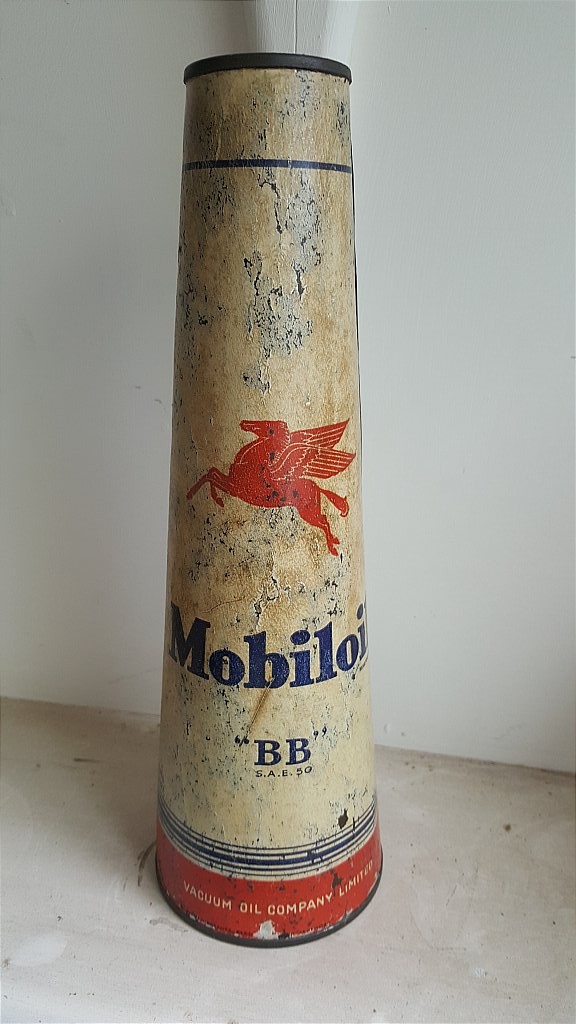 Mobiloil
“BB”
S.A.E. 50
VACUUM OIL COMPANY LIMITED